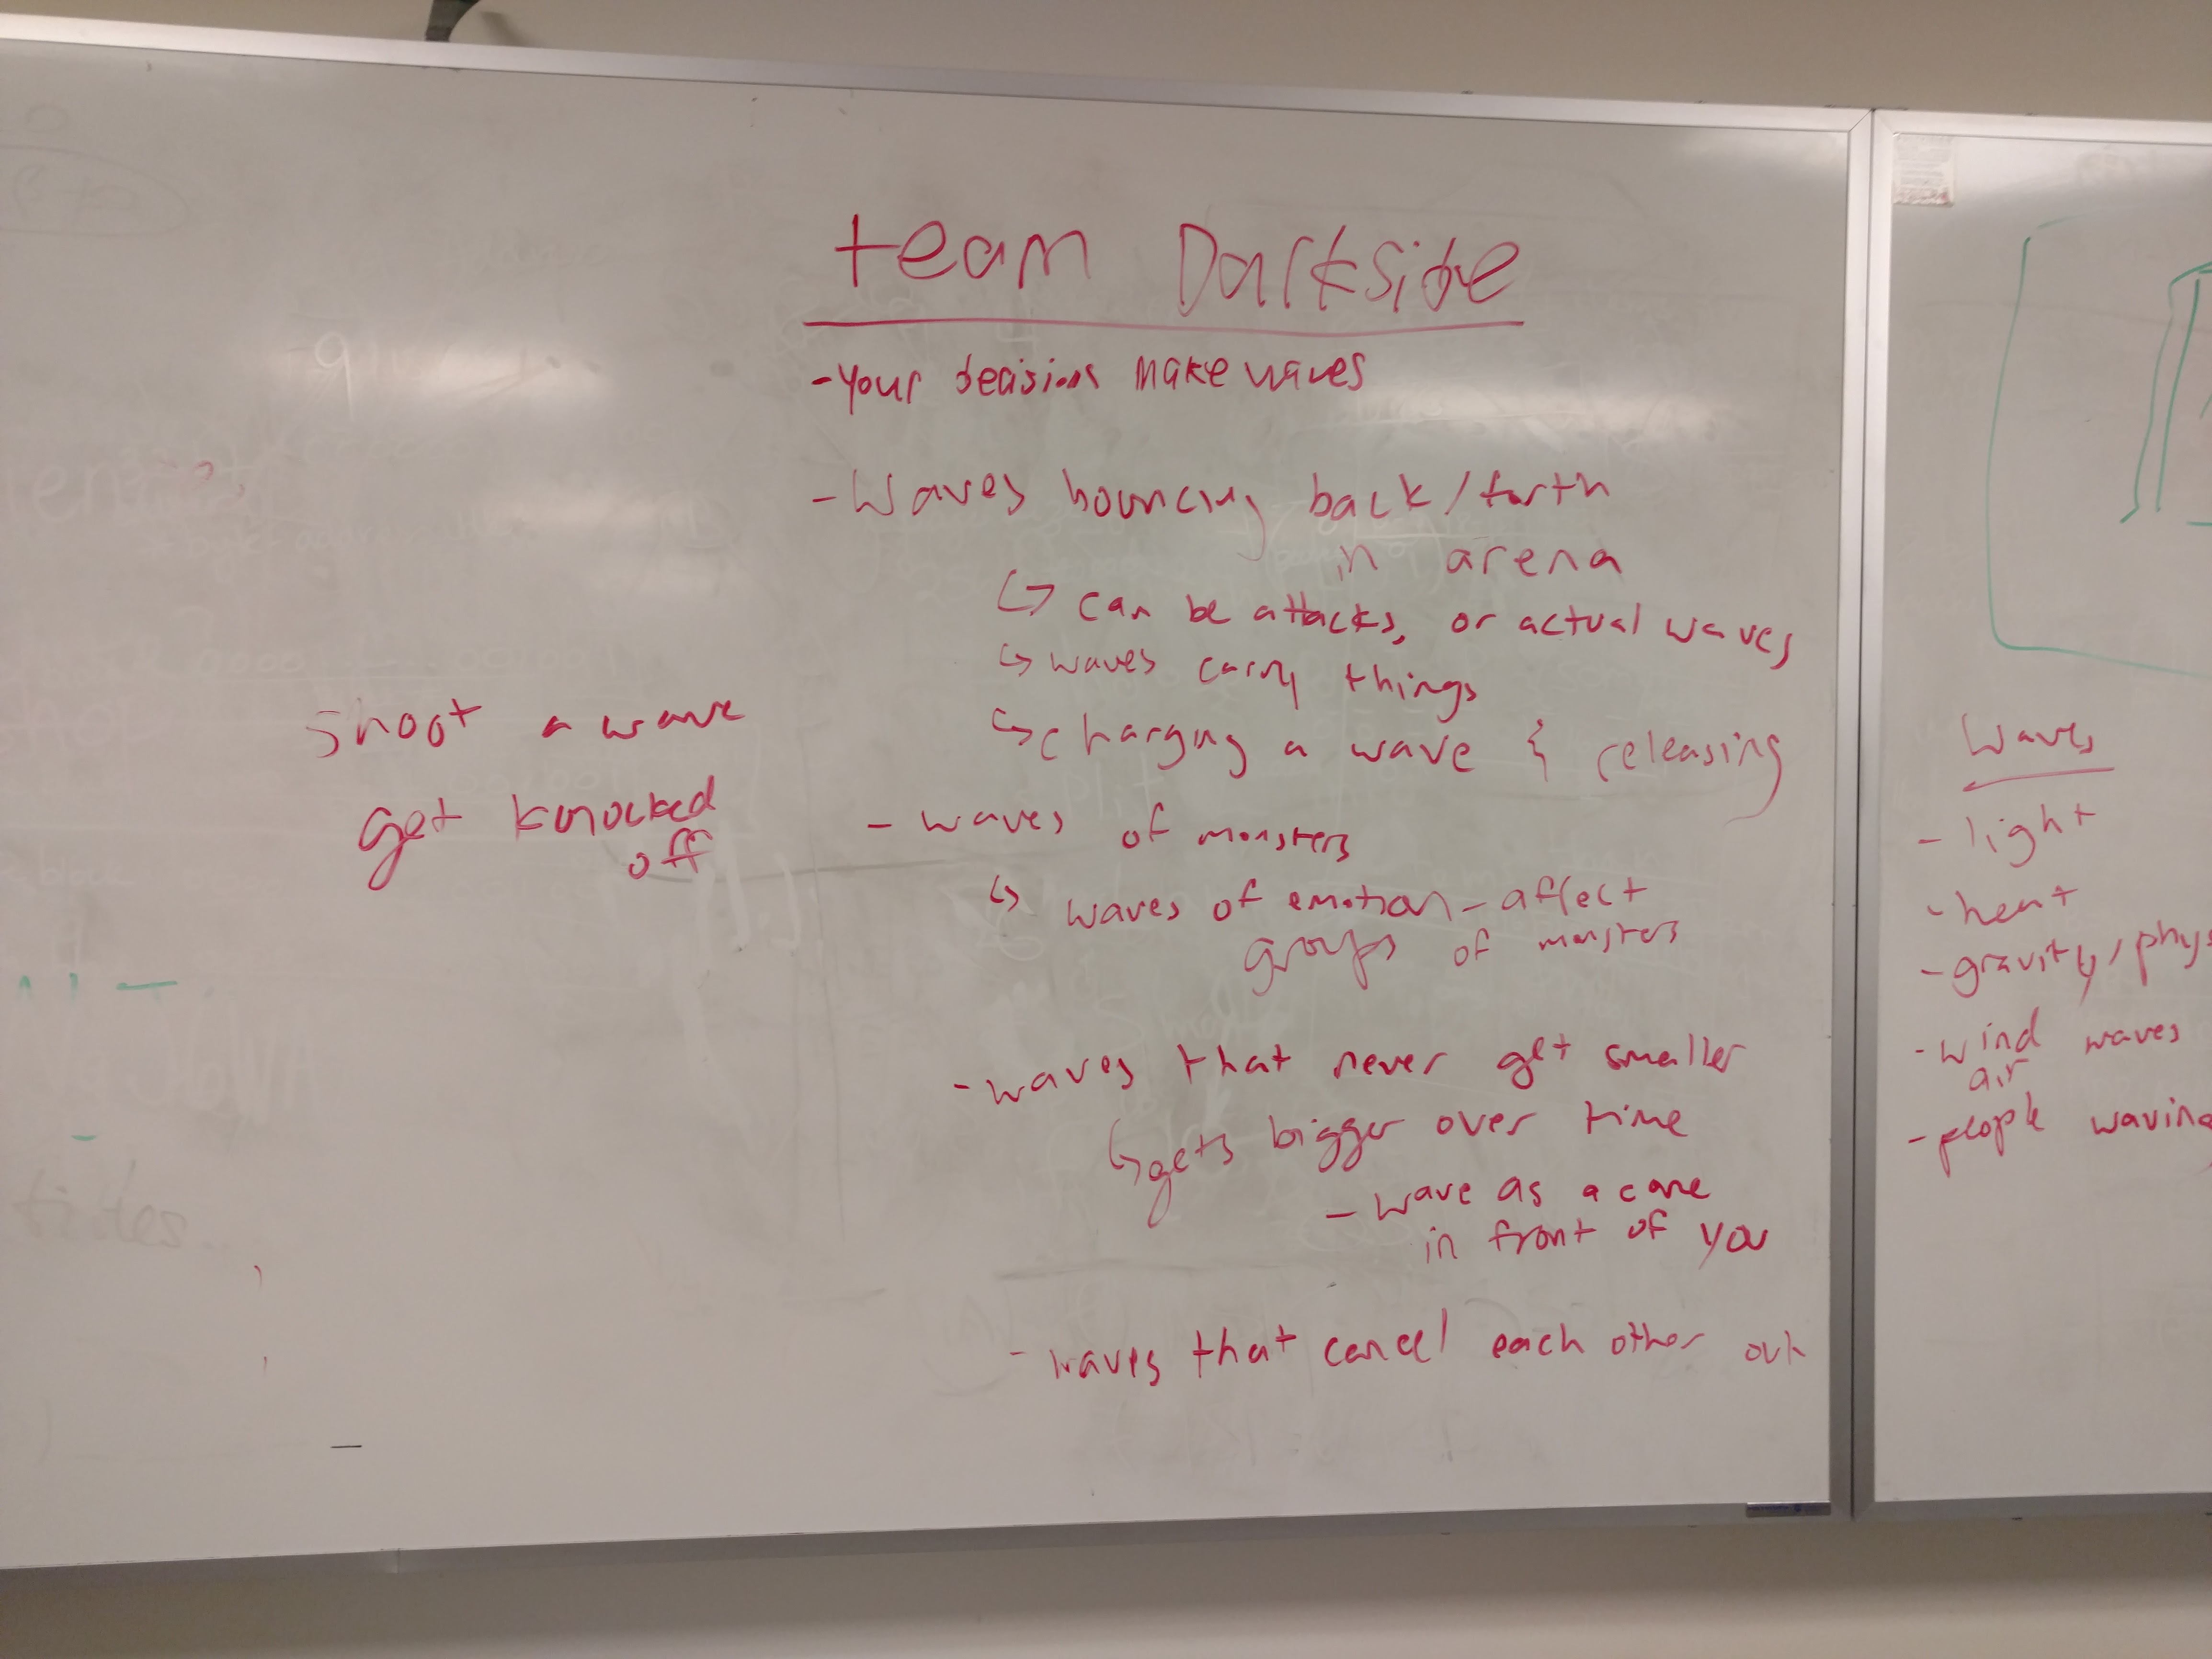 team Darkside
- Your decisions make waves
- Waves bouncing back/forth
in arena
↳ can be attacks, or actual waves
↳ waves carry things
↳ charging a wave & releasing
- waves of monsters
↳ waves of emotion - affect
groups of monsters
- waves that never get smaller
↳ gets bigger over time
- wave as a cone
in front of you
- waves that cancel each other out
shoot a wave
get knocked
off
Waves
- light
- heat
- gravity/phys
- wind waves
air
- people waving